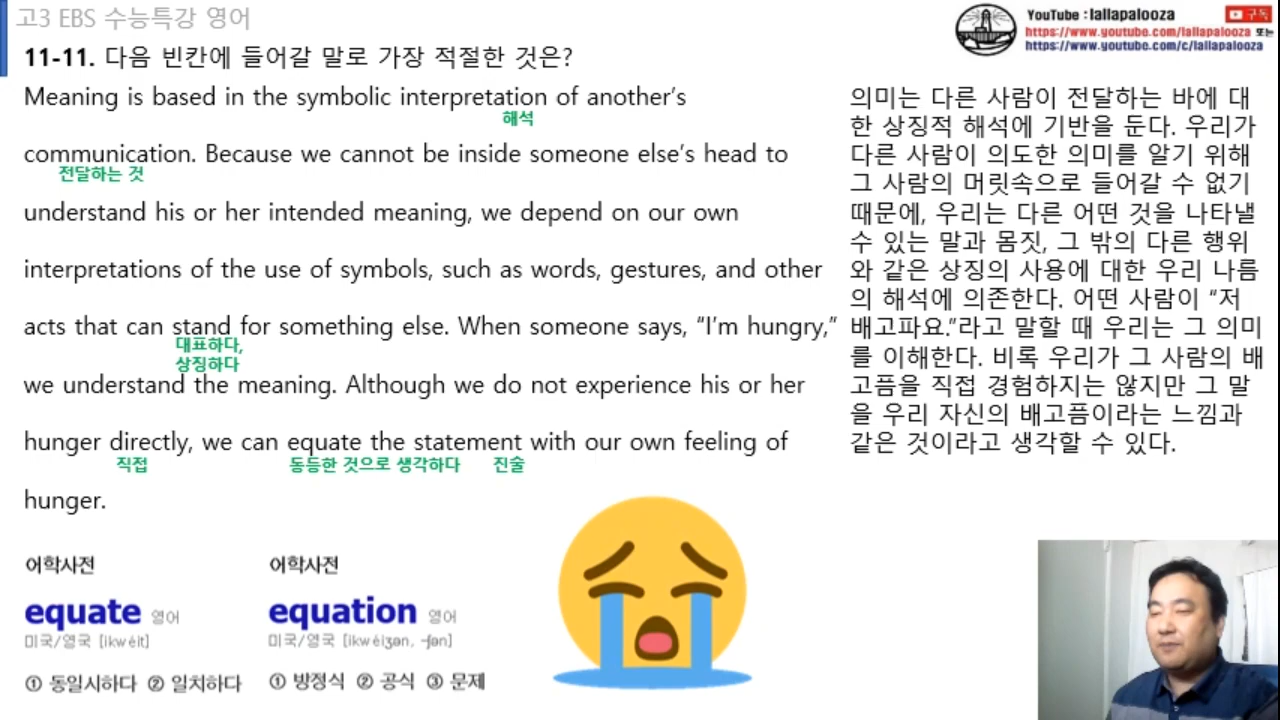 고3 EBS 수능특강 영어
YouTube : lallapalooza
구독
https://www.youtube.com/lallapalooza 또는
https://www.youtube.com/c/lallapalooza
11-11. 다음 빈칸에 들어갈 말로 가장 적절한 것은?
Meaning is based in the symbolic interpretation of another’s
해석
communication. Because we cannot be inside someone else’s head to
전달하는 것
understand his or her intended meaning, we depend on our own
interpretations of the use of symbols, such as words, gestures, and other
acts that can stand for something else. When someone says, “I’m hungry,”
대표하다,
상징하다
we understand the meaning. Although we do not experience his or her
hunger directly, we can equate the statement with our own feeling of
직접 동등한 것으로 생각하다 진술
hunger.
의미는 다른 사람이 전달하는 바에 대
한 상징적 해석에 기반을 둔다. 우리가
다른 사람이 의도한 의미를 알기 위해
그 사람의 머릿속으로 들어갈 수 없기
때문에, 우리는 다른 어떤 것을 나타낼
수 있는 말과 몸짓, 그 밖의 다른 행위
와 같은 상징의 사용에 대한 우리 나름
의 해석에 의존한다. 어떤 사람이 “저
배고파요.”라고 말할 때 우리는 그 의미
를 이해한다. 비록 우리가 그 사람의 배
고픔을 직접 경험하지는 않지만 그 말
을 우리 자신의 배고픔이라는 느낌과
같은 것이라고 생각할 수 있다.
어학사전
equate 영어
미국/영국 [ikwéit]
① 동일시하다 ② 일치하다
어학사전
equation 영어
미국/영국 [ikwéiʒən, -ʃən]
① 방정식 ② 공식 ③ 문제